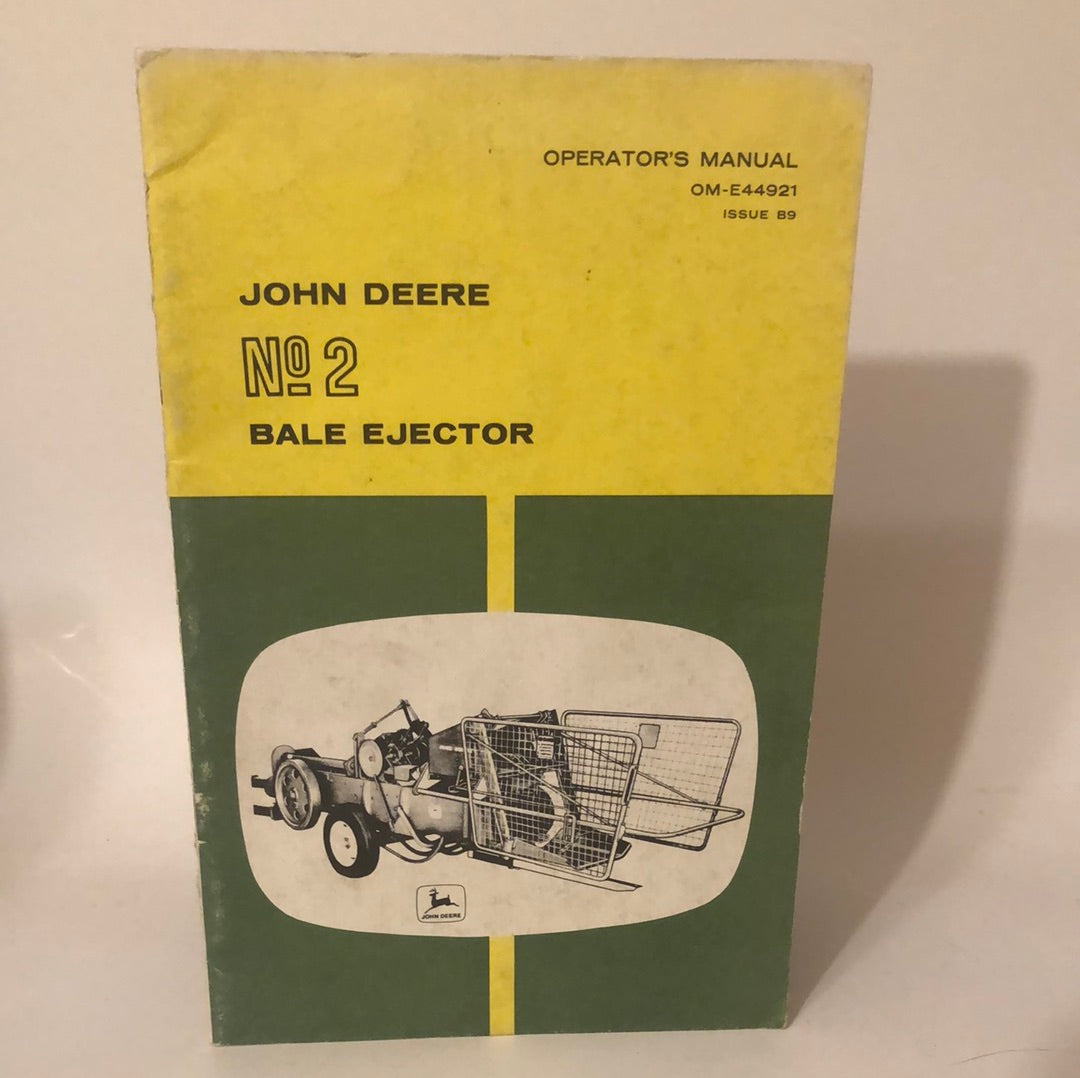 OPERATOR'S MANUAL
OM-E44921
ISSUE B9
JOHN DEERE
Nº 2
BALE EJECTOR
JOHN DEERE